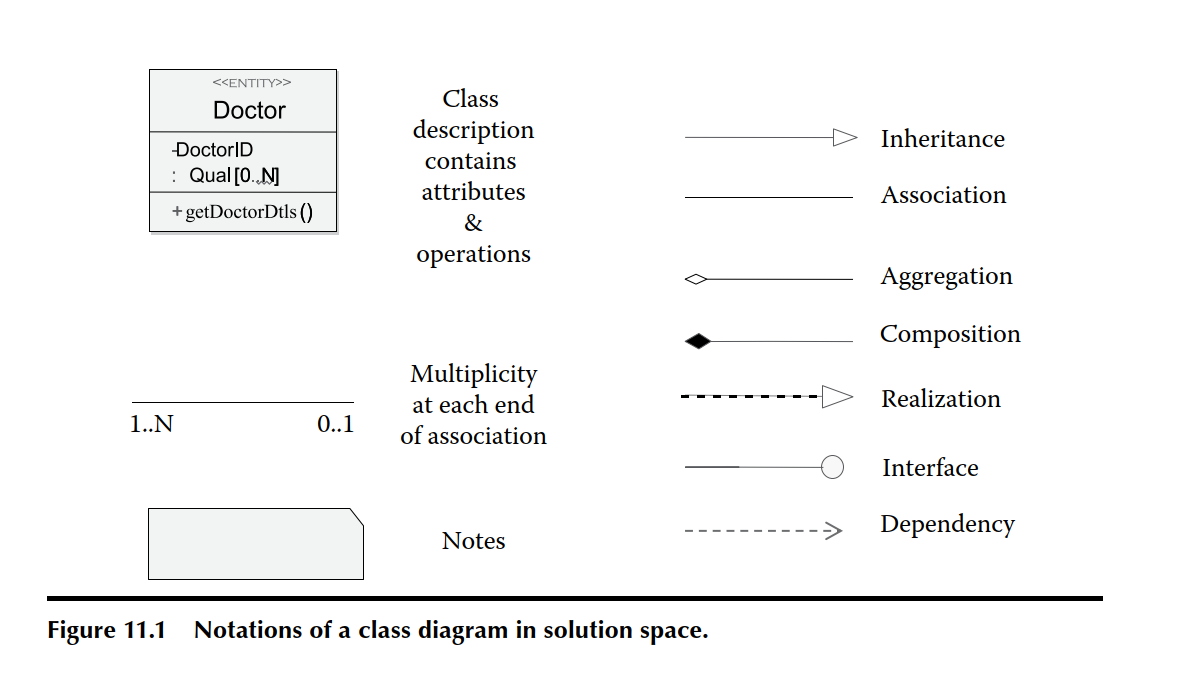 <<ENTITY>>
Doctor
-DoctorID
: Qual[0..N]
+getDoctorDtls()
Class
description
contains
attributes
&
operations
1..N 0..1
Multiplicity
at each end
of association
Notes
Inheritance
Association
Aggregation
Composition
Realization
Interface
Dependency
Figure 11.1 Notations of a class diagram in solution space.